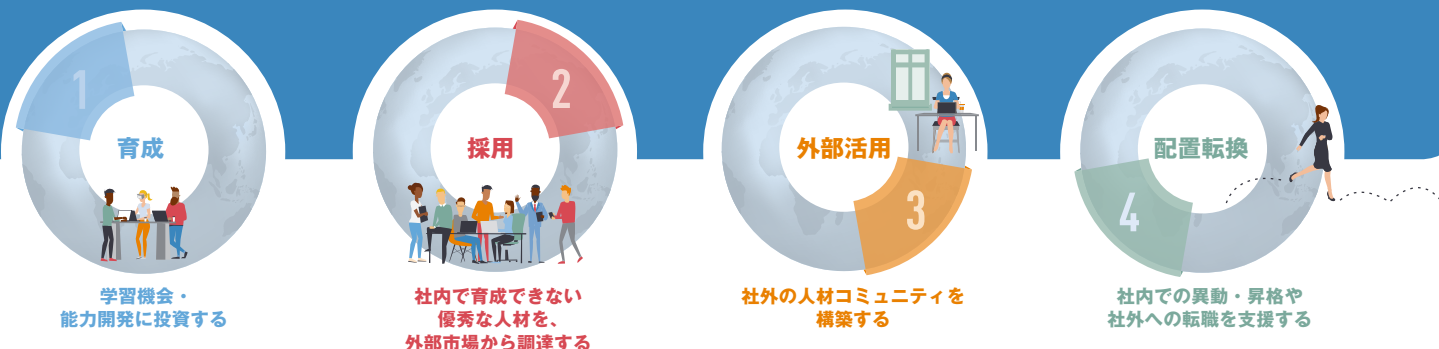 1
育成
学習機会・
能力開発に投資する
2
採用
社内で育成できない
優秀な人材を、
外部市場から調達する
3
外部活用
社外の人材コミュニティを
構築する
4
配置転換
社内での異動・昇格や
社外への転職を支援する